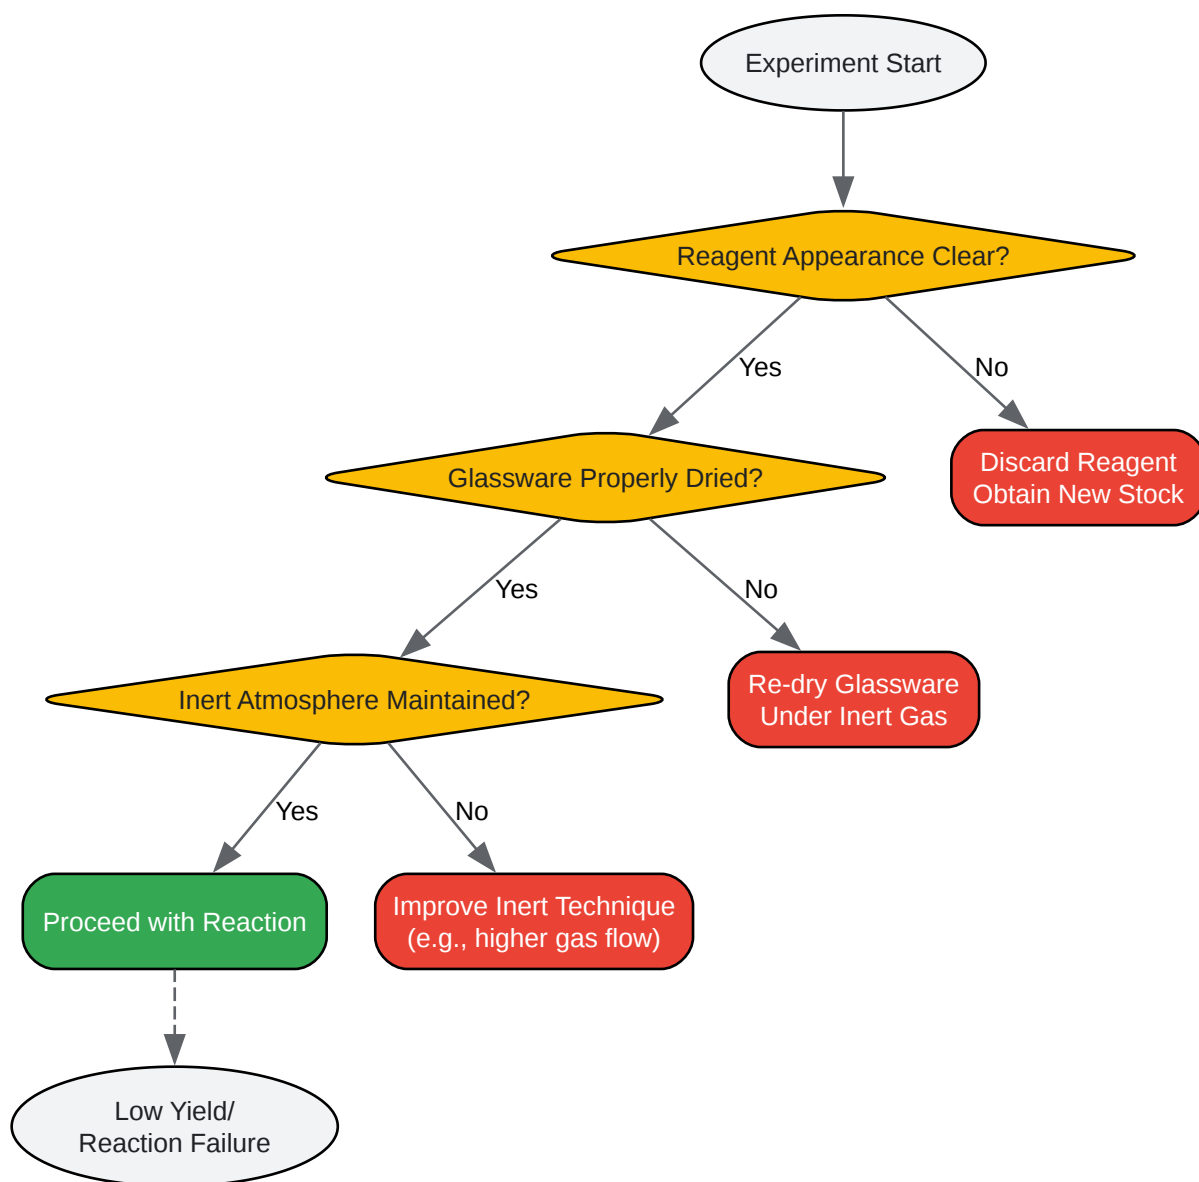 Experiment Start
Reagent Appearance Clear?
Yes
No
Discard Reagent
Obtain New Stock
Glassware Properly Dried?
Yes
No
Re-dry Glassware
Under Inert Gas
Inert Atmosphere Maintained?
Yes
No
Proceed with Reaction
Improve Inert Technique
(e.g., higher gas flow)
Low Yield/
Reaction Failure